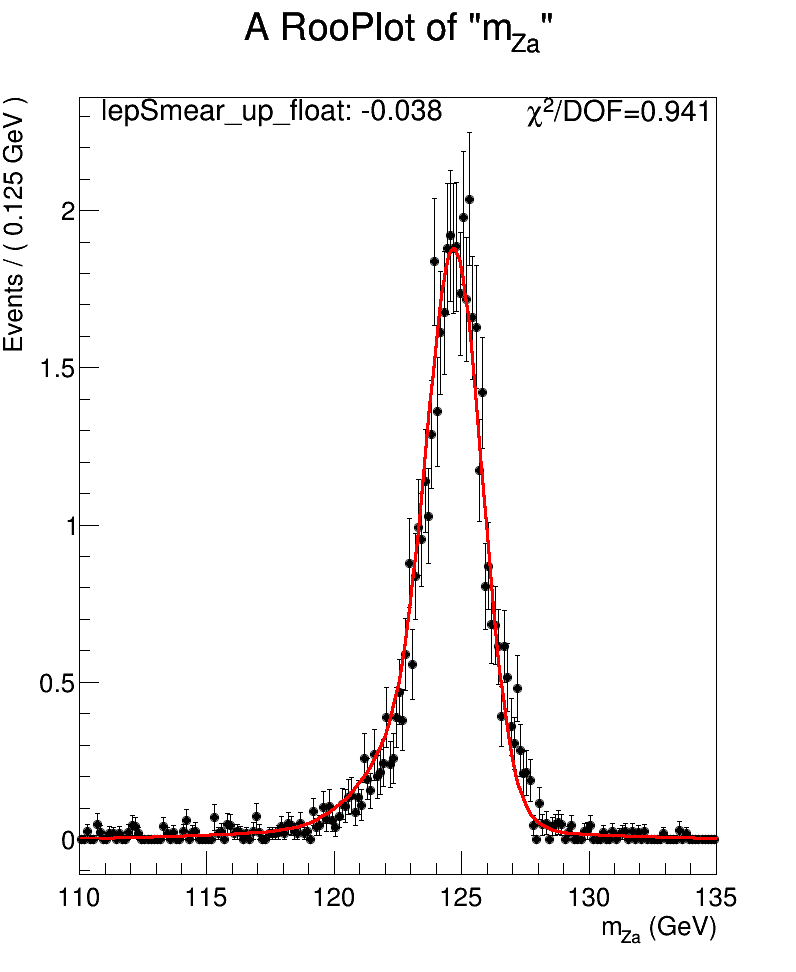 A RooPlot of "m_Za"
lepSmear_up_float: -0.038
χ²/DOF=0.941
Events / ( 0.125 GeV )
2
1.5
1
0.5
0
110 115 120 125 130 135
m_Za (GeV)